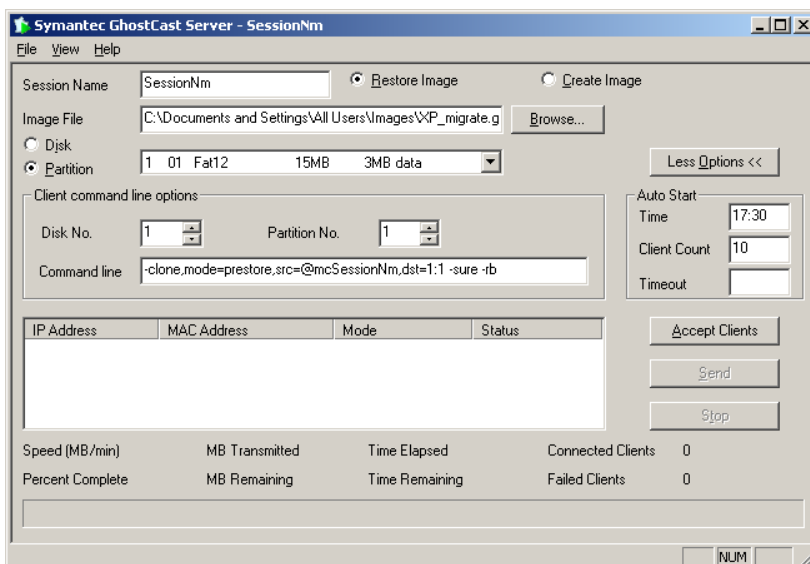 Symantec GhostCast Server - SessionNm
File View Help
Session Name SessionNm Restore Image Create Image
Image File C:\Documents and Settings\All Users\Images\XP_migrate.g Browse...
Disk
Partition 1 01 Fat12 15MB 3MB data Less Options <<
Client command line options Auto Start
Time 17:30
Disk No. 1 Partition No. 1
Client Count 10
Command line -clone,mode=prestore,src=@mcSessionNm,dst=1:1 -sure -rb
Timeout
IP Address MAC Address Mode Status Accept Clients
Send
Stop
Speed (MB/min) MB Transmitted Time Elapsed Connected Clients 0
Percent Complete MB Remaining Time Remaining Failed Clients 0
NUM